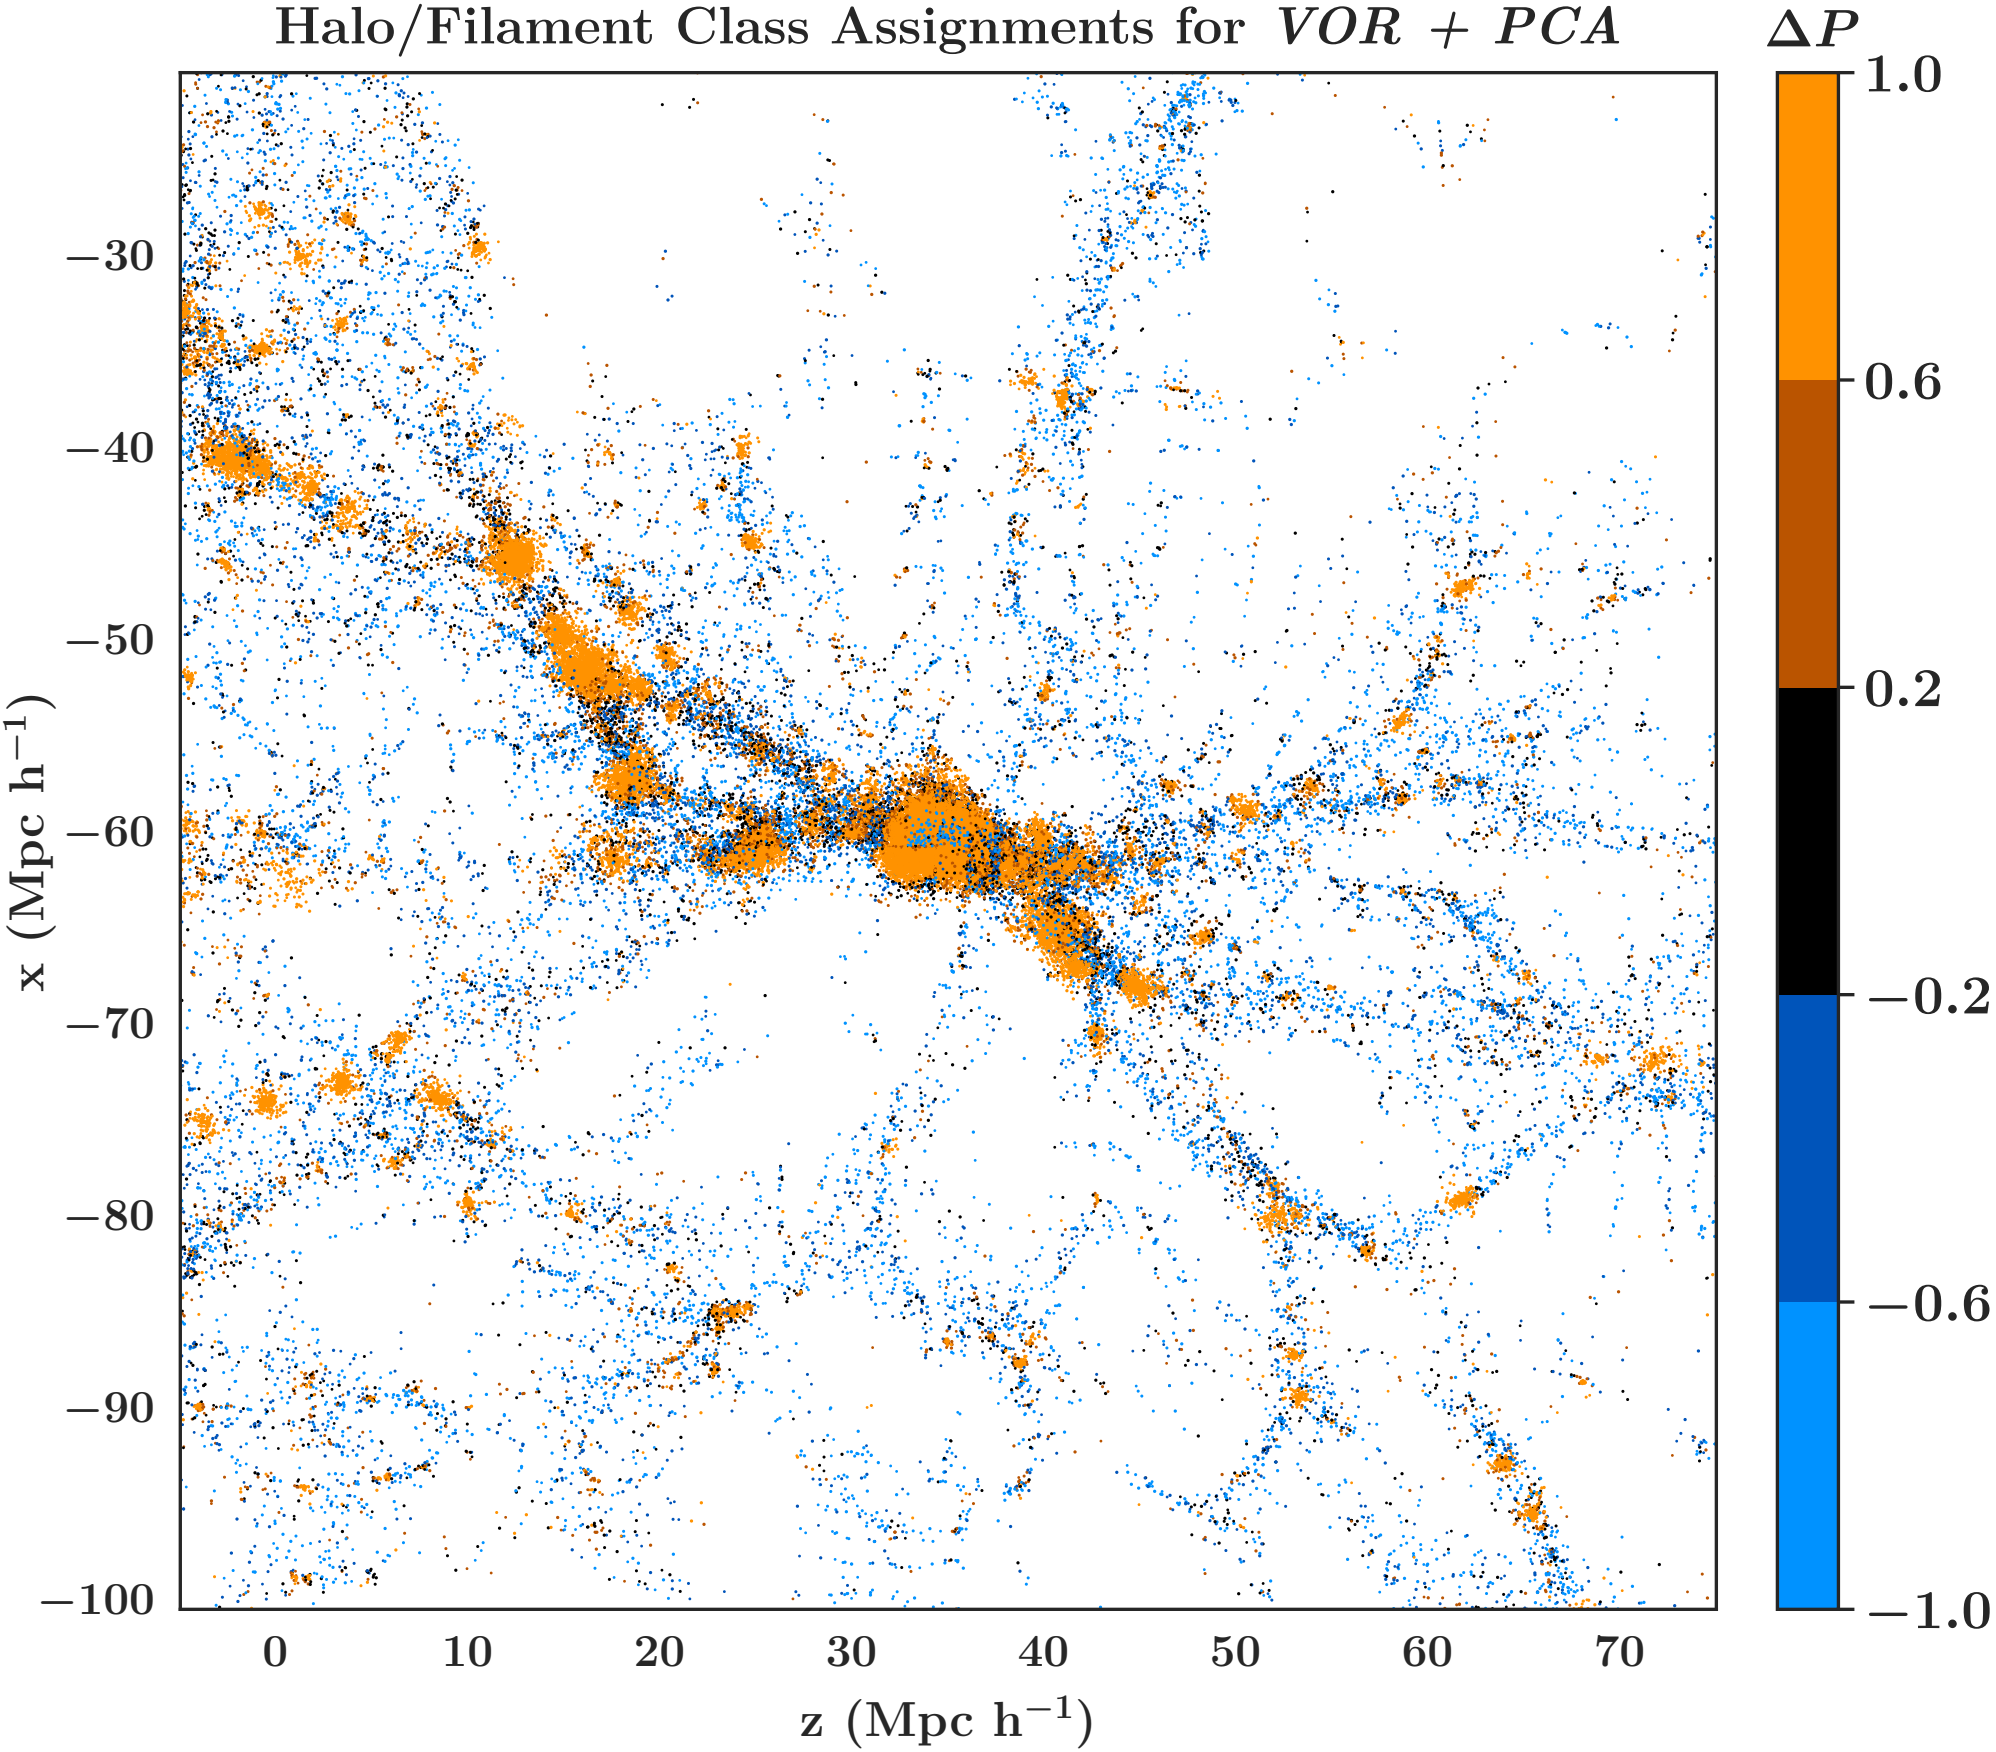 Halo/Filament Class Assignments for VOR + PCA
ΔP
1.0
0.6
0.2
−0.2
−0.6
−1.0
x (Mpc h⁻¹)
−30
−40
−50
−60
−70
−80
−90
−100
0 10 20 30 40 50 60 70
z (Mpc h⁻¹)